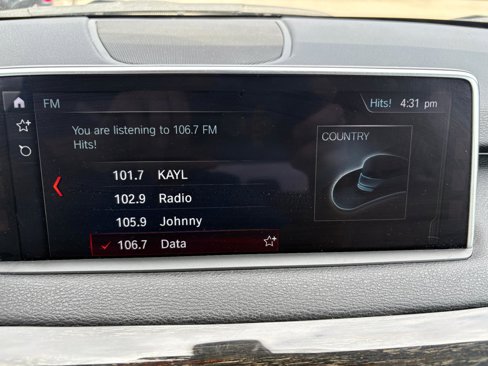 FM
Hits! 4:31 pm
You are listening to 106.7 FM
Hits!
COUNTRY
101.7 KAYL
102.9 Radio
105.9 Johnny
106.7 Data